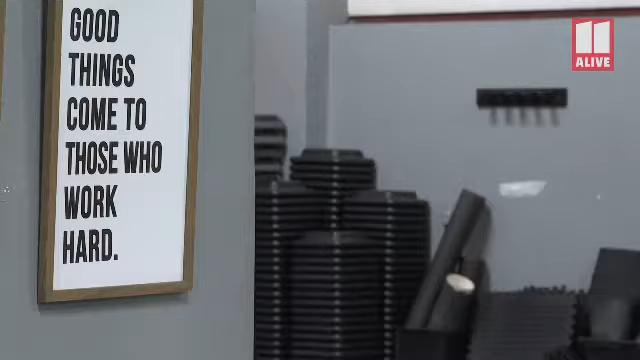 GOOD
THINGS
COME TO
THOSE WHO
WORK
HARD.
11
ALIVE